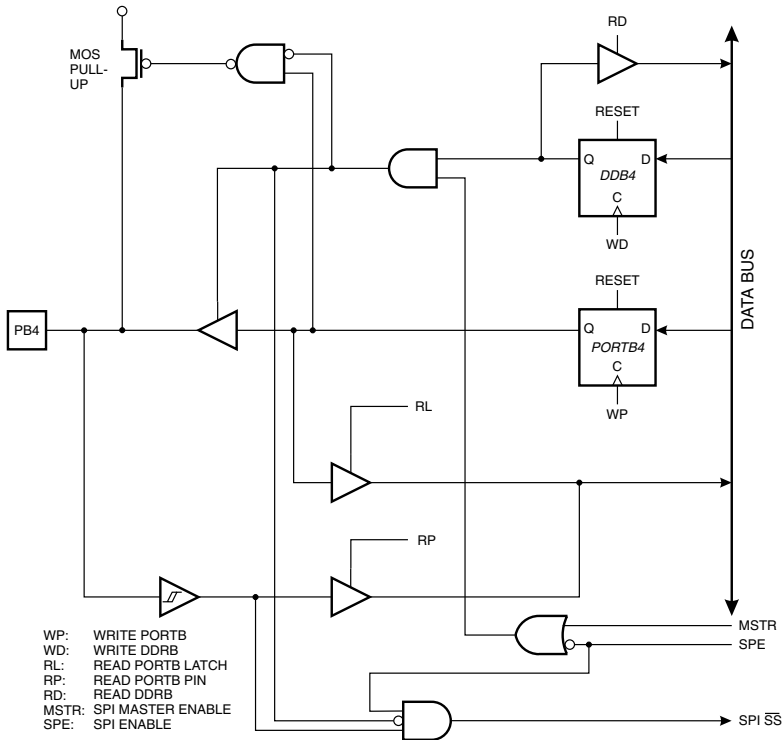 RD
MOS
PULL-
UP
RESET
Q D
DDB4
C
WD
DATA BUS
RESET
PB4
Q D
PORTB4
C
WP
RL
RP
MSTR
SPE
WP: WRITE PORTB
WD: WRITE DDRB
RL: READ PORTB LATCH
RP: READ PORTB PIN
RD: READ DDRB
MSTR: SPI MASTER ENABLE
SPE: SPI ENABLE
SPI S̅S̅